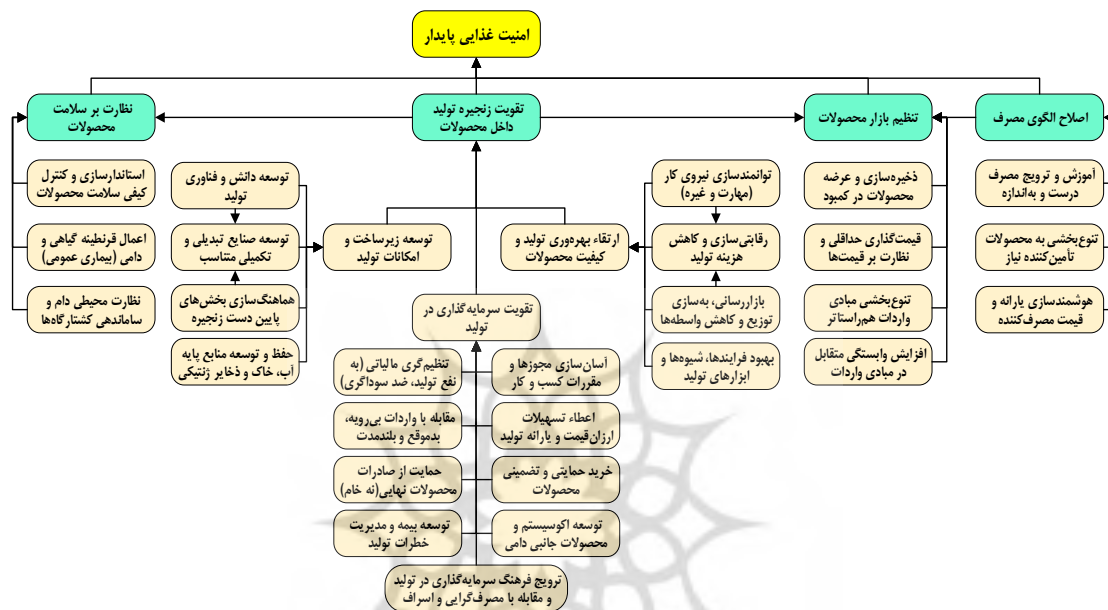 امنیت غذایی پایدار
اصلاح الگوی مصرف
تنظیم بازار محصولات
تقویت زنجیره تولید
داخل محصولات
نظارت بر سلامت
محصولات
آموزش و ترویج مصرف
درست و به‌اندازه
تنوع‌بخشی به محصولات
تأمین‌کننده نیاز
هوشمندسازی یارانه و
قیمت مصرف‌کننده
ذخیره‌سازی و عرضه
محصولات در کمبود
قیمت‌گذاری حداقلی و
نظارت بر قیمت‌ها
تنوع‌بخشی مبادی
واردات هم‌راستاتر
افزایش وابستگی متقابل
در مبادی واردات
توانمندسازی نیروی کار
(مهارت و غیره)
رقابتی‌سازی و کاهش
هزینه تولید
بازاررسانی، به‌سازی
توزیع و کاهش واسطه‌ها
بهبود فرایندها، شیوه‌ها و
ابزارهای تولید
ارتقاء بهره‌وری تولید و
کیفیت محصولات
توسعه زیرساخت و
امکانات تولید
توسعه دانش و فناوری
تولید
توسعه صنایع تبدیلی و
تکمیلی متناسب
هماهنگ‌سازی بخش‌های
پایین دست زنجیره
حفظ و توسعه منابع پایه
آب، خاک و ذخایر ژنتیکی
استاندارسازی و کنترل
کیفی سلامت محصولات
اعمال قرنطینه گیاهی و
دامی (بیماری عمومی)
نظارت محیطی دام و
ساماندهی کشتارگاه‌ها
تقویت سرمایه‌گذاری در
تولید
آسان‌سازی مجوزها و
مقررات کسب و کار
تنظیم‌گری مالیاتی (به
نفع تولید، ضد سوداگری)
اعطاء تسهیلات
ارزان‌قیمت و یارانه تولید
مقابله با واردات بی‌رویه،
بدموقع و بلندمدت
خرید حمایتی و تضمینی
محصولات
حمایت از صادرات
محصولات نهایی(نه خام)
توسعه اکوسیستم و
محصولات جانبی دامی
توسعه بیمه و مدیریت
خطرات تولید
ترویج فرهنگ سرمایه‌گذاری در تولید
و مقابله با مصرف‌گرایی و اسراف